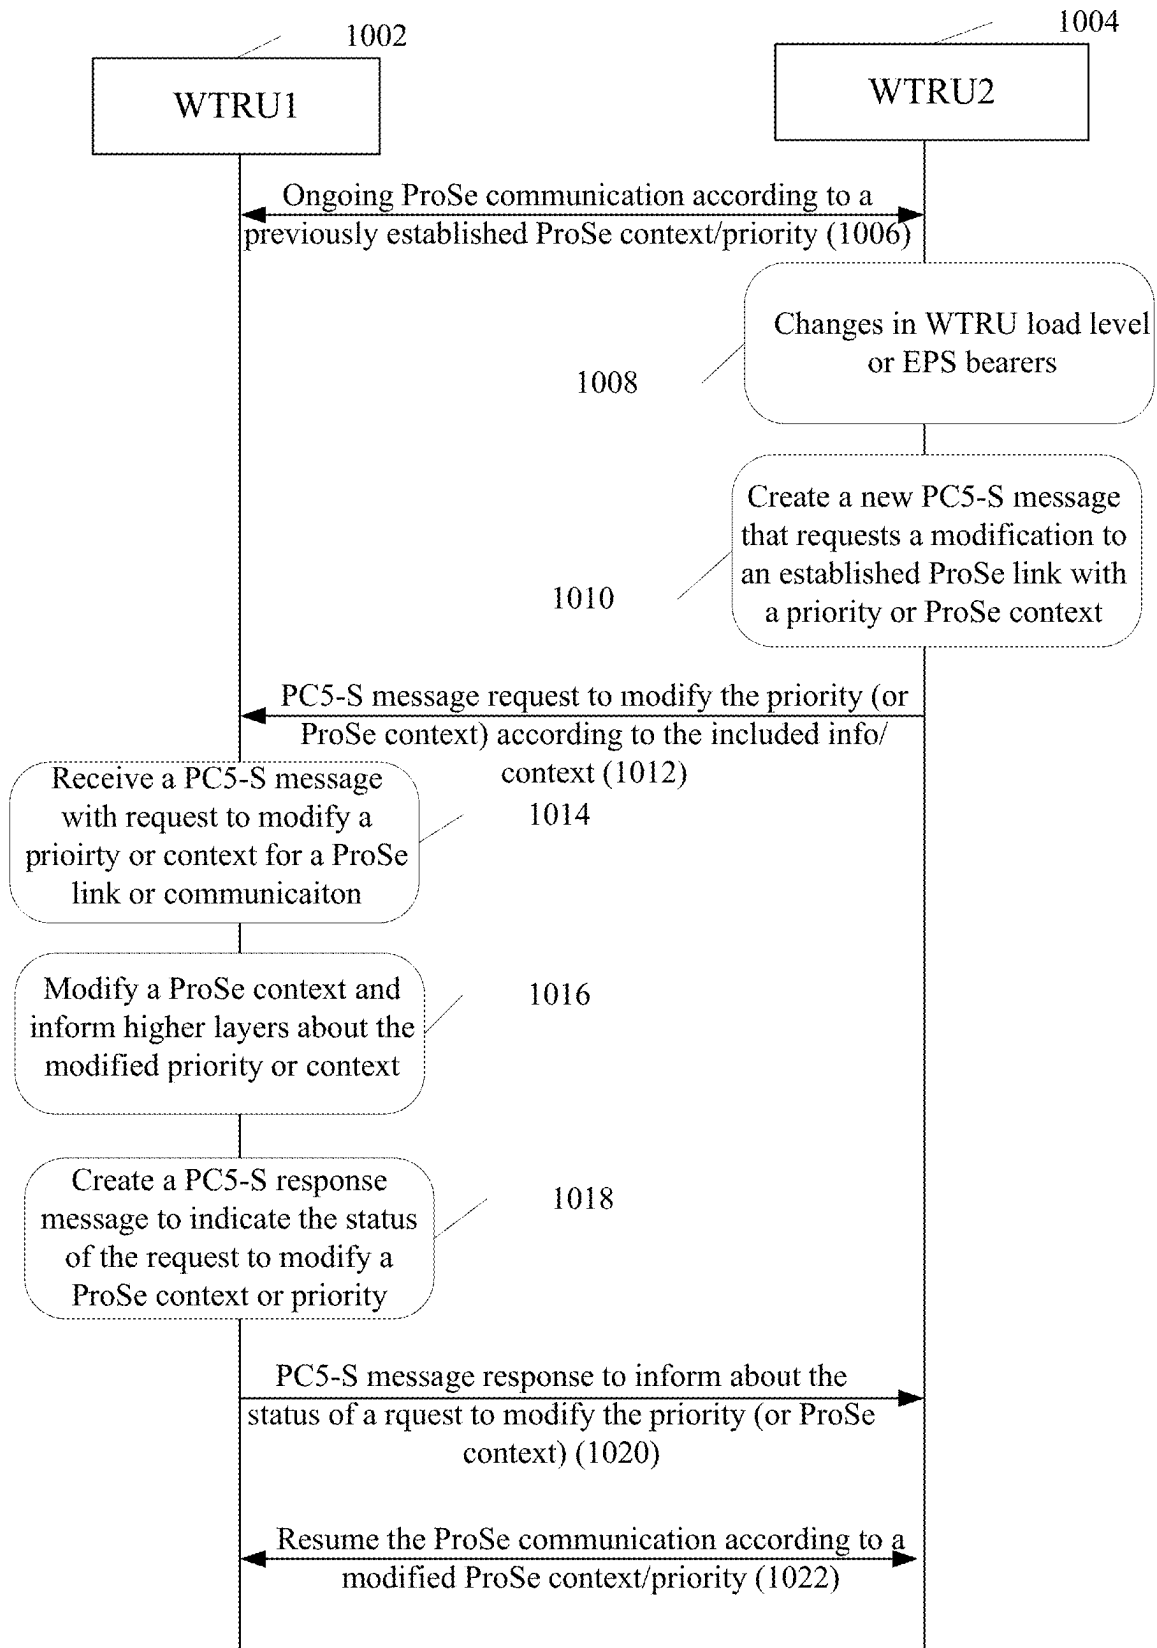 1002
1004
WTRU1
WTRU2
Ongoing ProSe communication according to a
previously established ProSe context/priority (1006)
Changes in WTRU load level
or EPS bearers
1008
Create a new PC5-S message
that requests a modification to
an established ProSe link with
a priority or ProSe context
1010
PC5-S message request to modify the priority (or
ProSe context) according to the included info/
context (1012)
Receive a PC5-S message
with request to modify a
prioirty or context for a ProSe
link or communicaiton
1014
Modify a ProSe context and
inform higher layers about the
modified priority or context
1016
Create a PC5-S response
message to indicate the status
of the request to modify a
ProSe context or priority
1018
PC5-S message response to inform about the
status of a rquest to modify the priority (or ProSe
context) (1020)
Resume the ProSe communication according to a
modified ProSe context/priority (1022)